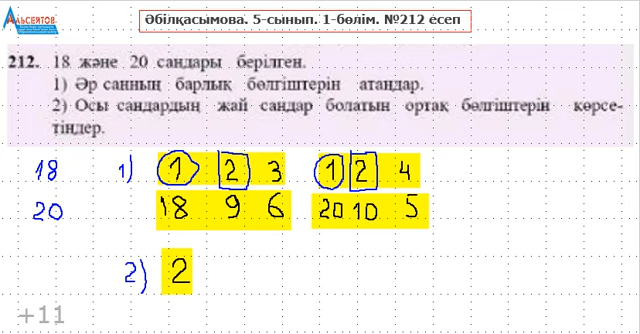 АЛЬСЕИТОВ
Әбілқасымова. 5-сынып. 1-бөлім. №212 есеп
212. 18 және 20 сандары берілген.
1) Әр санның барлық бөлгіштерін атаңдар.
2) Осы сандардың жай сандар болатын ортақ бөлгіштерін көрсе-
тіңдер.
18 1) 1 2 3 1 2 4
20 18 9 6 20 10 5
2) 2
+11